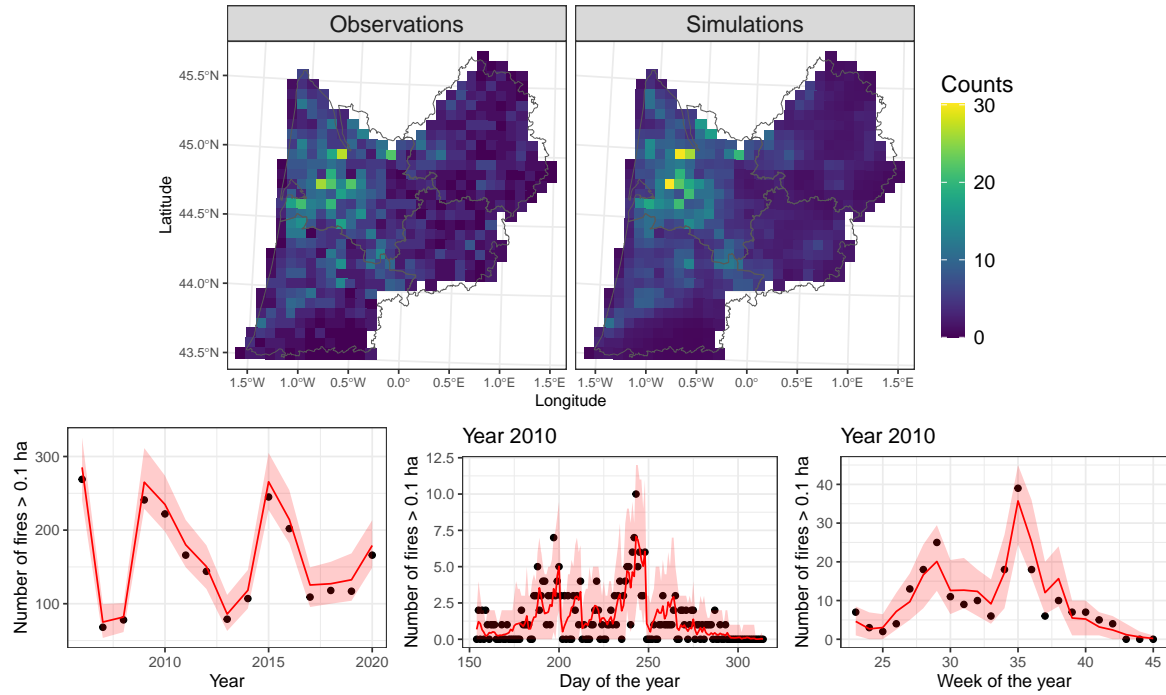 Observations
Simulations
45.5°N
45.0°N
44.5°N
44.0°N
43.5°N
Latitude
1.5°W 1.0°W 0.5°W 0.0° 0.5°E 1.0°E 1.5°E
1.5°W 1.0°W 0.5°W 0.0° 0.5°E 1.0°E 1.5°E
Longitude
Counts
30
20
10
0
Number of fires > 0.1 ha
300
200
100
2010 2015 2020
Year
Year 2010
Number of fires > 0.1 ha
12.5
10.0
7.5
5.0
2.5
0.0
150 200 250 300
Day of the year
Year 2010
Number of fires > 0.1 ha
40
30
20
10
0
25 30 35 40 45
Week of the year